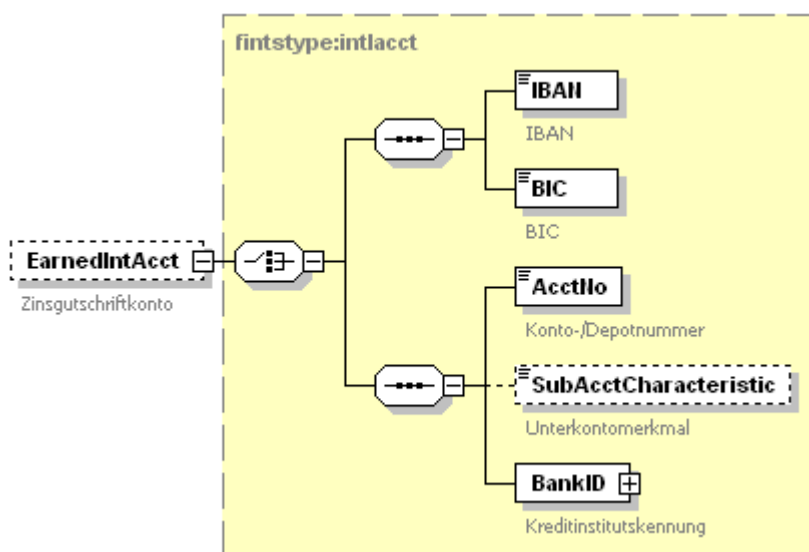 fintstype:intlacct
IBAN
IBAN
BIC
BIC
EarnedIntAcct
Zinsgutschriftkonto
AcctNo
Konto-/Depotnummer
SubAcctCharacteristic
Unterkontomerkmal
BankID
Kreditinstitutskennung